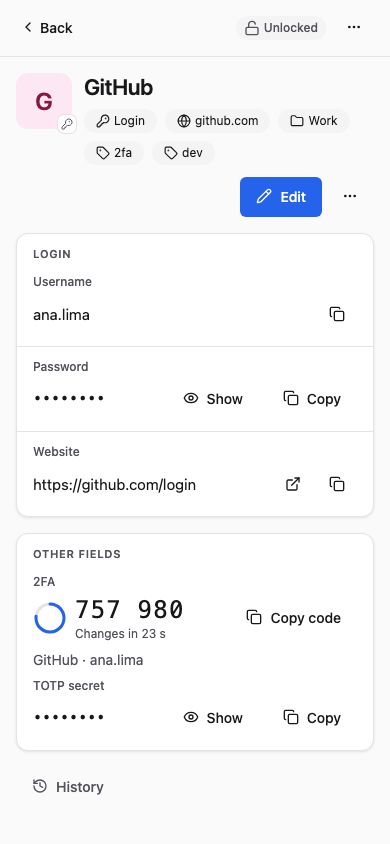 Back
Unlocked
G
GitHub
Login
github.com
Work
2fa
dev
Edit
LOGIN
Username
ana.lima
Password
••••••••
Show
Copy
Website
https://github.com/login
OTHER FIELDS
2FA
757 980
Changes in 23 s
Copy code
GitHub · ana.lima
TOTP secret
••••••••
Show
Copy
History